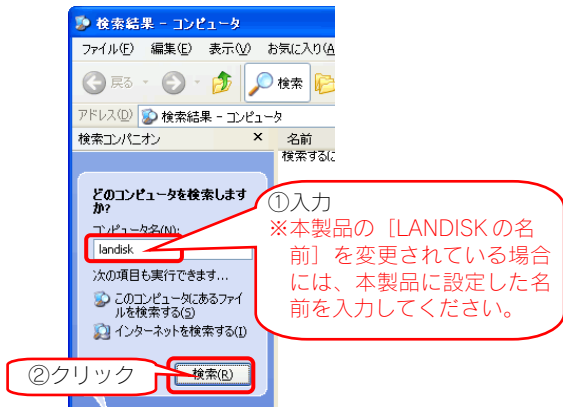 検索結果 - コンピュータ
ファイル(F) 編集(E) 表示(V) お気に入り(A
戻る 検索
アドレス(D) 検索結果 - コンピュータ
検索コンパニオン × 名前
検索するに
どのコンピュータを検索します
か?
コンピュータ名(N):
landisk
次の項目も実行できます...
このコンピュータにあるファイ
ルを検索する(S)
インターネットを検索する(I)
検索(R)
①入力
※本製品の［LANDISKの名
前］を変更されている場合
には、本製品に設定した名
前を入力してください。
②クリック